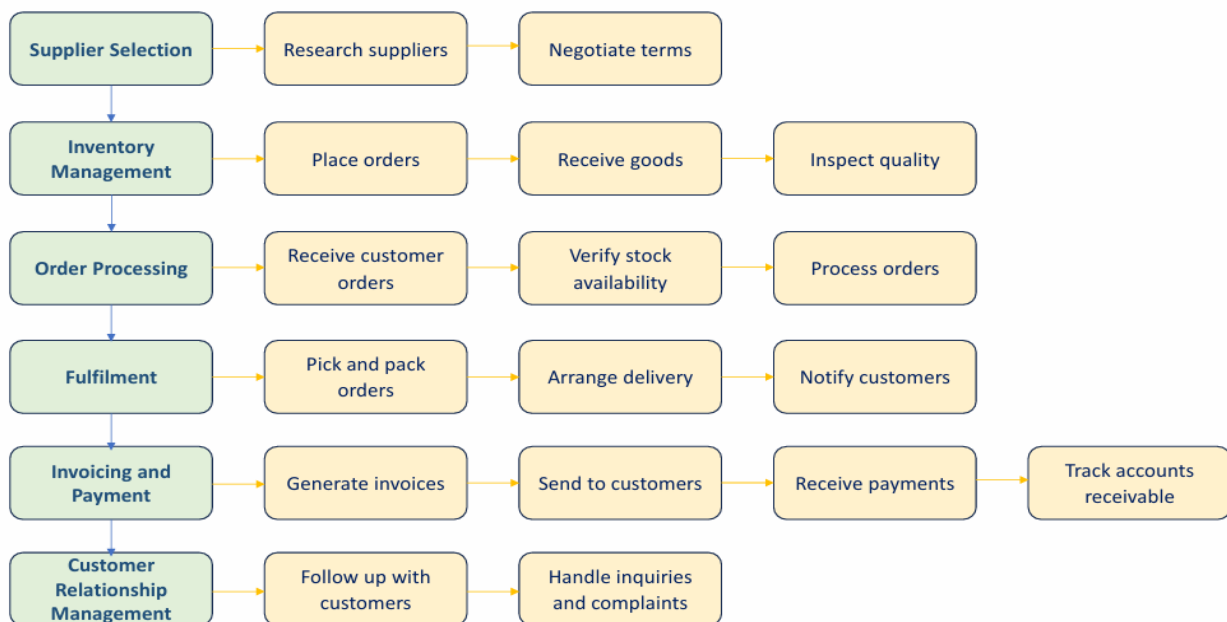 Supplier Selection
Research suppliers
Negotiate terms
Inventory
Management
Place orders
Receive goods
Inspect quality
Order Processing
Receive customer
orders
Verify stock
availability
Process orders
Fulfilment
Pick and pack
orders
Arrange delivery
Notify customers
Invoicing and
Payment
Generate invoices
Send to customers
Receive payments
Track accounts
receivable
Customer
Relationship
Management
Follow up with
customers
Handle inquiries
and complaints